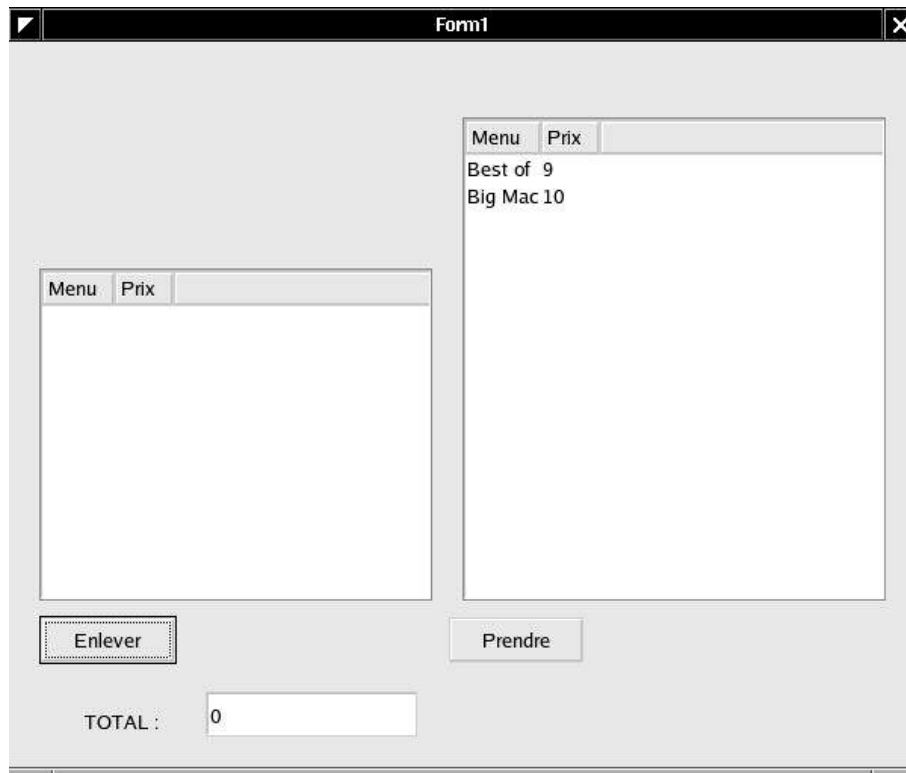 Form1
Menu Prix
Best of 9
Big Mac 10
Menu Prix
Enlever
Prendre
TOTAL :
0